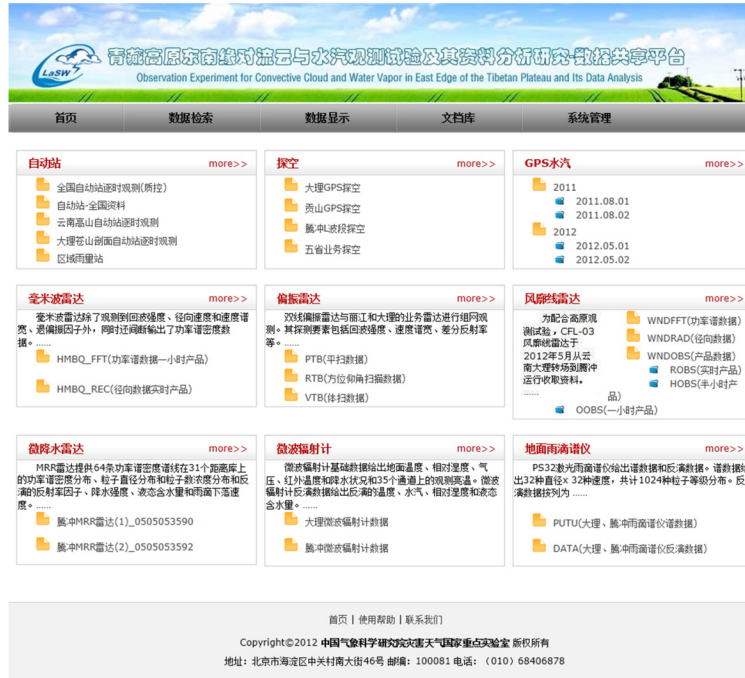 LaSW
青藏高原东南缘对流云与水汽观测试验及其资料分析研究-数据共享平台
Observation Experiment for Convective Cloud and Water Vapor in East Edge of the Tibetan Plateau and Its Data Analysis
首页 数据检索 数据显示 文档库 系统管理
自动站 more>>
全国自动站逐时观测(质控)
自动站-全国资料
云南高山自动站逐时观测
大理苍山剖面自动站逐时观测
区域雨量站
探空 more>>
大理GPS探空
贡山GPS探空
腾冲L波段探空
五省业务探空
GPS水汽 more>>
2011
2011.08.01
2011.08.02
2012
2012.05.01
2012.05.02
毫米波雷达 more>>
毫米波雷达除了观测到回波强度、径向速度和速度谱
宽、退偏振因子外，同时还间断输出了功率谱密度数
据。......
HMBQ_FFT(功率谱数据—小时产品)
HMBQ_REC(径向数据实时产品)
偏振雷达 more>>
双线偏振雷达与丽江和大理的业务雷达进行组网观
测。其探测要素包括回波强度、速度谱宽、差分反射率
等。......
PTB(平扫数据)
RTB(方位仰角扫描数据)
VTB(体扫数据)
风廓线雷达 more>>
为配合高原观
测试验，CFL-03
风廓线雷达于
2012年5月从云
南大理转场到腾冲
运行收取资料。
......
WNDFFT(功率谱数据)
WNDRAD(径向数据)
WNDOBS(产品数据)
ROBS(实时产品)
HOBS(半小时产
品)
OOBS(一小时产品)
微降水雷达 more>>
MRR雷达提供64条功率谱密度谱线在31个距离库上
的功率谱密度分布、粒子直径分布和粒子数浓度分布和反
演的反射率因子、降水强度、液态含水量和雨滴下落速
度。......
腾冲MRR雷达(1)_0505053590
腾冲MRR雷达(2)_0505053592
微波辐射计 more>>
微波辐射计基础数据给出地面温度、相对湿度、气
压、红外温度和降水状况和35个通道上的观测亮温。微波
辐射计反演数据给出反演的温度、水汽、相对湿度和液态
含水量。......
大理微波辐射计数据
腾冲微波辐射计数据
地面雨滴谱仪 more>>
PS32激光雨滴谱仪给出谱数据和反演数据。谱数据给
出32种直径x 32种速度，共计1024种粒子等级分布。反
演数据按列为 ......
PUTU(大理、腾冲雨滴谱仪谱数据)
DATA(大理、腾冲雨滴谱仪反演数据)
首页 | 使用帮助 | 联系我们
Copyright©2012 中国气象科学研究院灾害天气国家重点实验室 版权所有
地址：北京市海淀区中关村南大街46号 邮编：100081 电话：（010）68406878